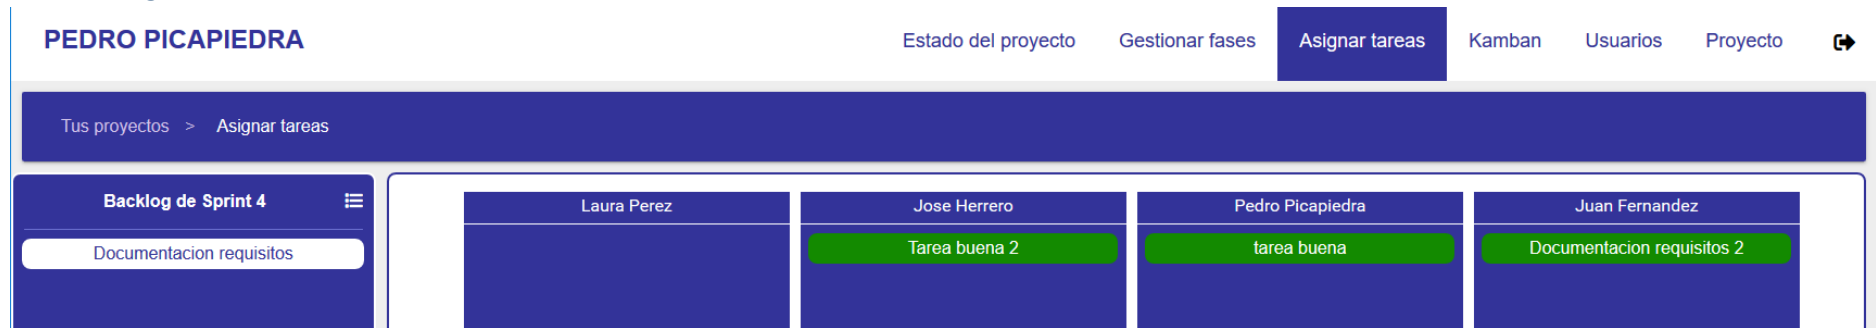 PEDRO PICAPIEDRA
Estado del proyecto
Gestionar fases
Asignar tareas
Kamban
Usuarios
Proyecto
Tus proyectos > Asignar tareas
Backlog de Sprint 4
Documentacion requisitos
Laura Perez
Jose Herrero
Tarea buena 2
Pedro Picapiedra
tarea buena
Juan Fernandez
Documentacion requisitos 2